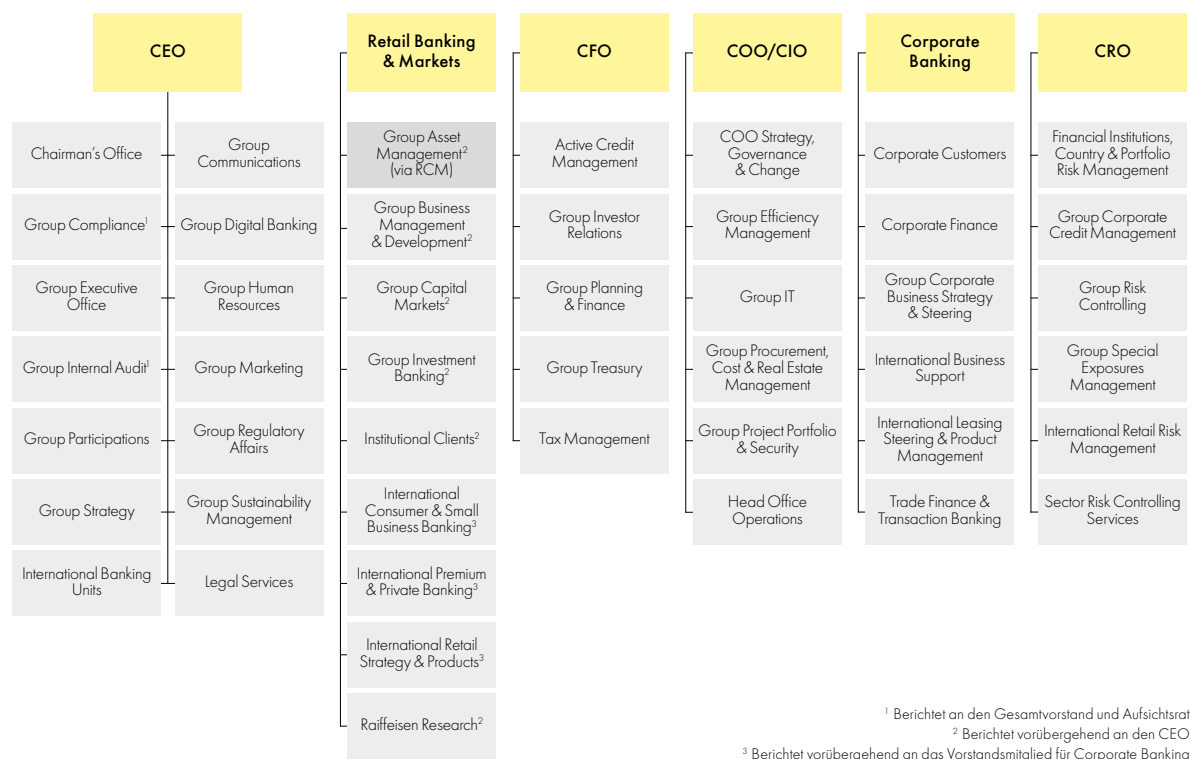 CEO
Chairman's Office
Group Compliance¹
Group Executive
Office
Group Internal Audit¹
Group Participations
Group Strategy
International Banking
Units
Group
Communications
Group Digital Banking
Group Human
Resources
Group Marketing
Group Regulatory
Affairs
Group Sustainability
Management
Legal Services
Retail Banking
& Markets
Group Asset
Management²
(via RCM)
Group Business
Management
& Development²
Group Capital
Markets²
Group Investment
Banking²
Institutional Clients²
International
Consumer & Small
Business Banking³
International Premium
& Private Banking³
International Retail
Strategy & Products³
Raiffeisen Research²
CFO
Active Credit
Management
Group Investor
Relations
Group Planning
& Finance
Group Treasury
Tax Management
COO/CIO
COO Strategy,
Governance
& Change
Group Efficiency
Management
Group IT
Group Procurement,
Cost & Real Estate
Management
Group Project Portfolio
& Security
Head Office
Operations
Corporate
Banking
Corporate Customers
Corporate Finance
Group Corporate
Business Strategy
& Steering
International Business
Support
International Leasing
Steering & Product
Management
Trade Finance &
Transaction Banking
CRO
Financial Institutions,
Country & Portfolio
Risk Management
Group Corporate
Credit Management
Group Risk
Controlling
Group Special
Exposures
Management
International Retail Risk
Management
Sector Risk Controlling
Services
¹ Berichtet an den Gesamtvorstand und Aufsichtsrat
² Berichtet vorübergehend an den CEO
³ Berichtet vorübergehend an das Vorstandsmitglied für Corporate Banking